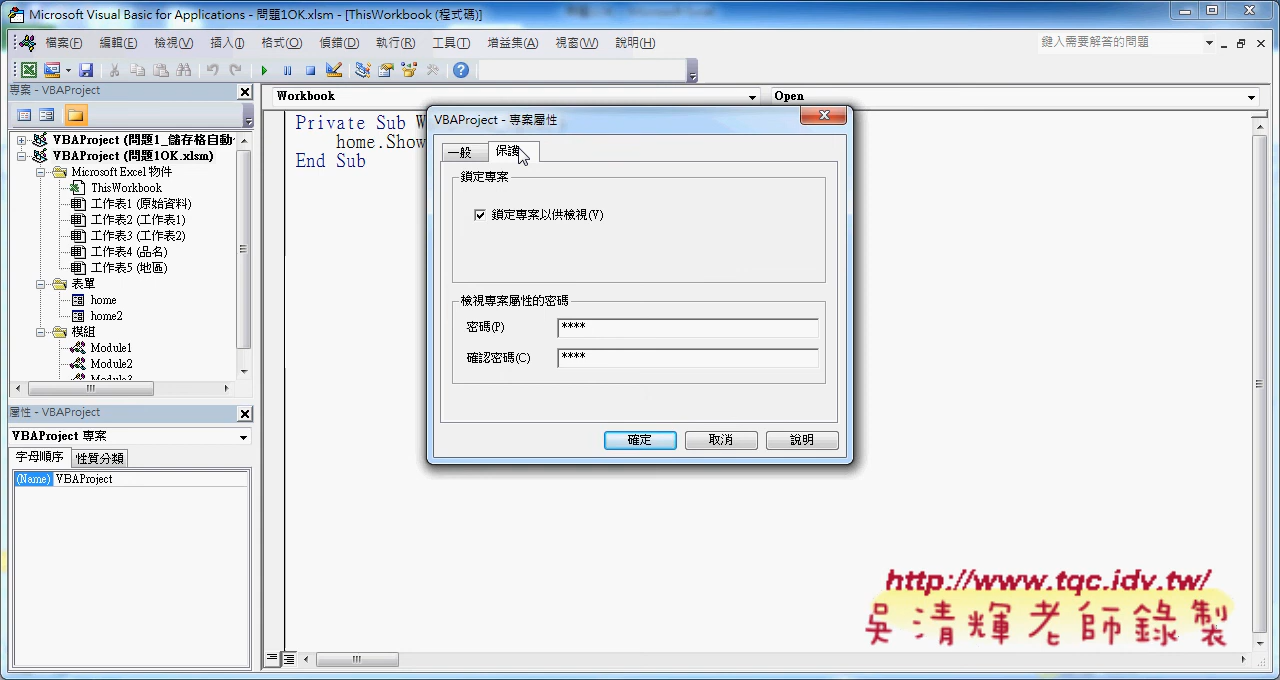 Microsoft Visual Basic for Applications - 問題1OK.xlsm - [ThisWorkbook (程式碼)]
檔案(F) 編輯(E) 檢視(V) 插入(I) 格式(O) 偵錯(D) 執行(R) 工具(T) 增益集(A) 視窗(W) 說明(H) 鍵入需要解答的問題
專案 - VBAProject
VBAProject (問題1_儲存格自動
VBAProject (問題1OK.xlsm)
Microsoft Excel 物件
ThisWorkbook
工作表1 (原始資料)
工作表2 (工作表1)
工作表3 (工作表2)
工作表4 (品名)
工作表5 (地區)
表單
home
home2
模組
Module1
Module2
Module3
屬性 - VBAProject
VBAProject 專案
字母順序 性質分類
(Name) VBAProject
Workbook Open
Private Sub W
home.Show
End Sub
VBAProject - 專案屬性
一般 保護
鎖定專案
鎖定專案以供檢視(V)
檢視專案屬性的密碼
密碼(P) ****
確認密碼(C) ****
確定 取消 說明
http://www.tqc.idv.tw/
吳清輝老師錄製